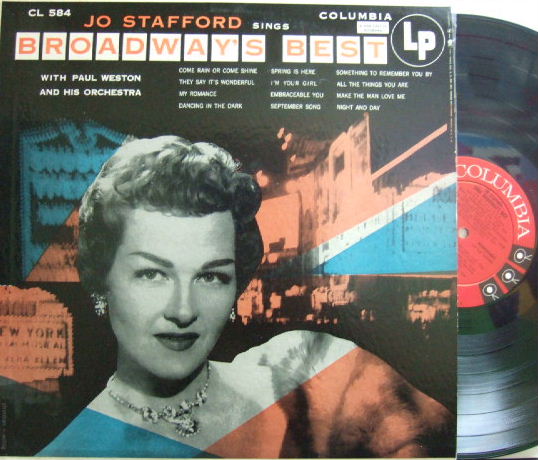 CL 584
JO STAFFORD SINGS
COLUMBIA
BROADWAY'S BEST
Lp
WITH PAUL WESTON
AND HIS ORCHESTRA
COME RAIN OR COME SHINE
THEY SAY IT'S WONDERFUL
MY ROMANCE
DANCING IN THE DARK
SPRING IS HERE
I'M YOUR GIRL
EMBRACEABLE YOU
SEPTEMBER SONG
SOMETHING TO REMEMBER YOU BY
ALL THE THINGS YOU ARE
MAKE THE MAN LOVE ME
NIGHT AND DAY
NEW YORK
VERA ELLEN
COLUMBIA